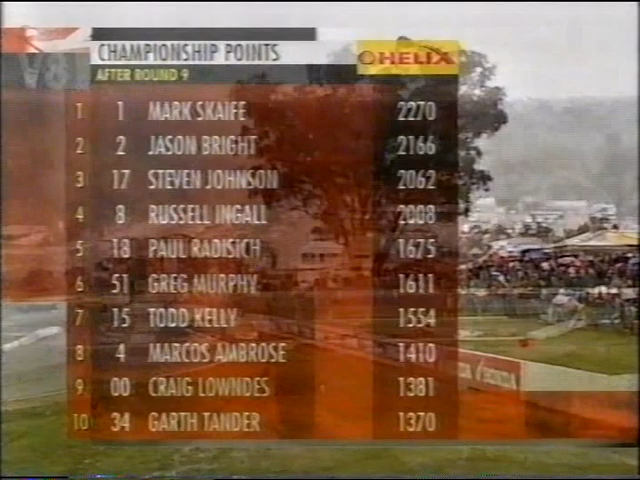 CHAMPIONSHIP POINTS
HELIX
AFTER ROUND 9
1 1 MARK SKAIFE 2270
2 2 JASON BRIGHT 2166
3 17 STEVEN JOHNSON 2062
4 8 RUSSELL INGALL 2008
5 18 PAUL RADISICH 1675
6 51 GREG MURPHY 1611
7 15 TODD KELLY 1554
8 4 MARCOS AMBROSE 1410
9 00 CRAIG LOWNDES 1381
10 34 GARTH TANDER 1370
HONDA